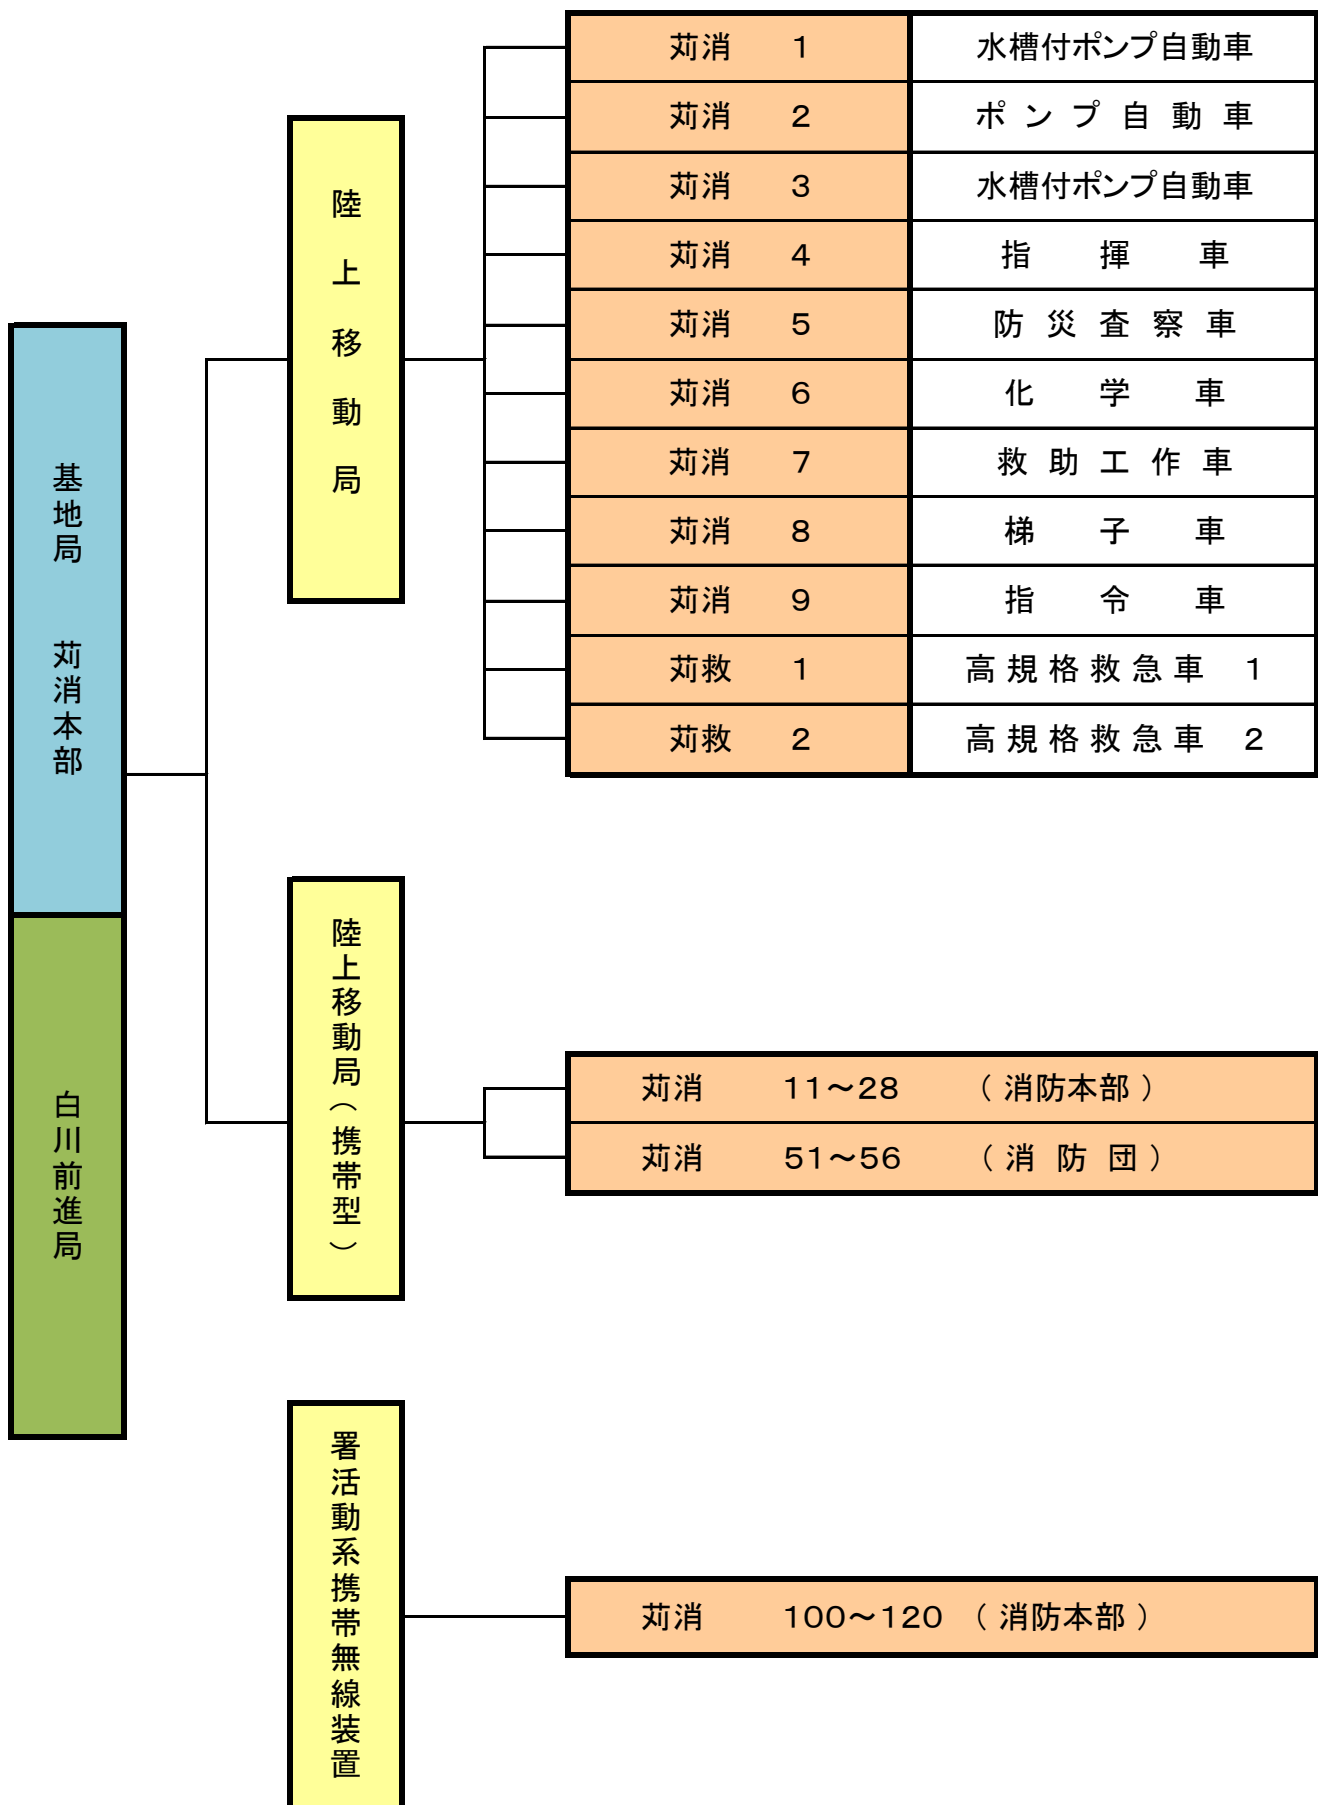 基地局　苅消本部
白川前進局
陸上移動局
苅消　1　水槽付ポンプ自動車
苅消　2　ポンプ自動車
苅消　3　水槽付ポンプ自動車
苅消　4　指揮車
苅消　5　防災査察車
苅消　6　化学車
苅消　7　救助工作車
苅消　8　梯子車
苅消　9　指令車
苅救　1　高規格救急車　1
苅救　2　高規格救急車　2
陸上移動局（携帯型）
苅消　11～28　（消防本部）
苅消　51～56　（消防団）
署活動系携帯無線装置
苅消　100～120　（消防本部）